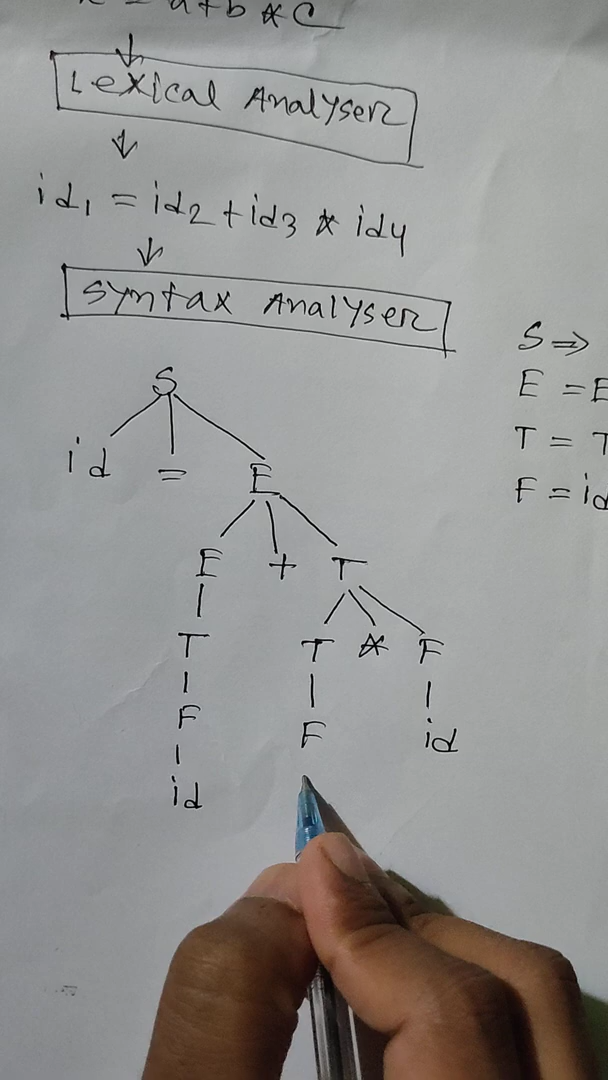 = a+b * c
Lexical Analyser
id1 = id2 + id3 * id4
Syntax Analyser
S ⇒
E = E
T = T
F = id
S
id = E
E + T
T T * F
F F id
id